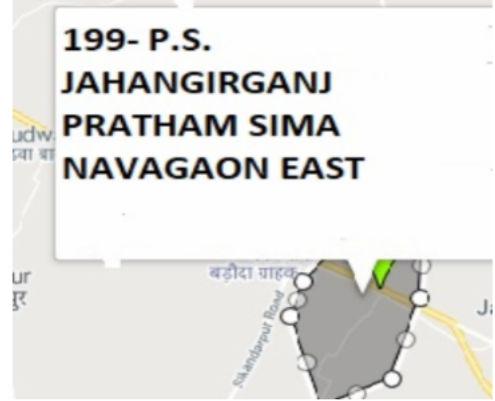 199- P.S.
JAHANGIRGANJ
PRATHAM SIMA
NAVAGAON EAST
बड़ौदा ग्राहक
Sikandarpur Road